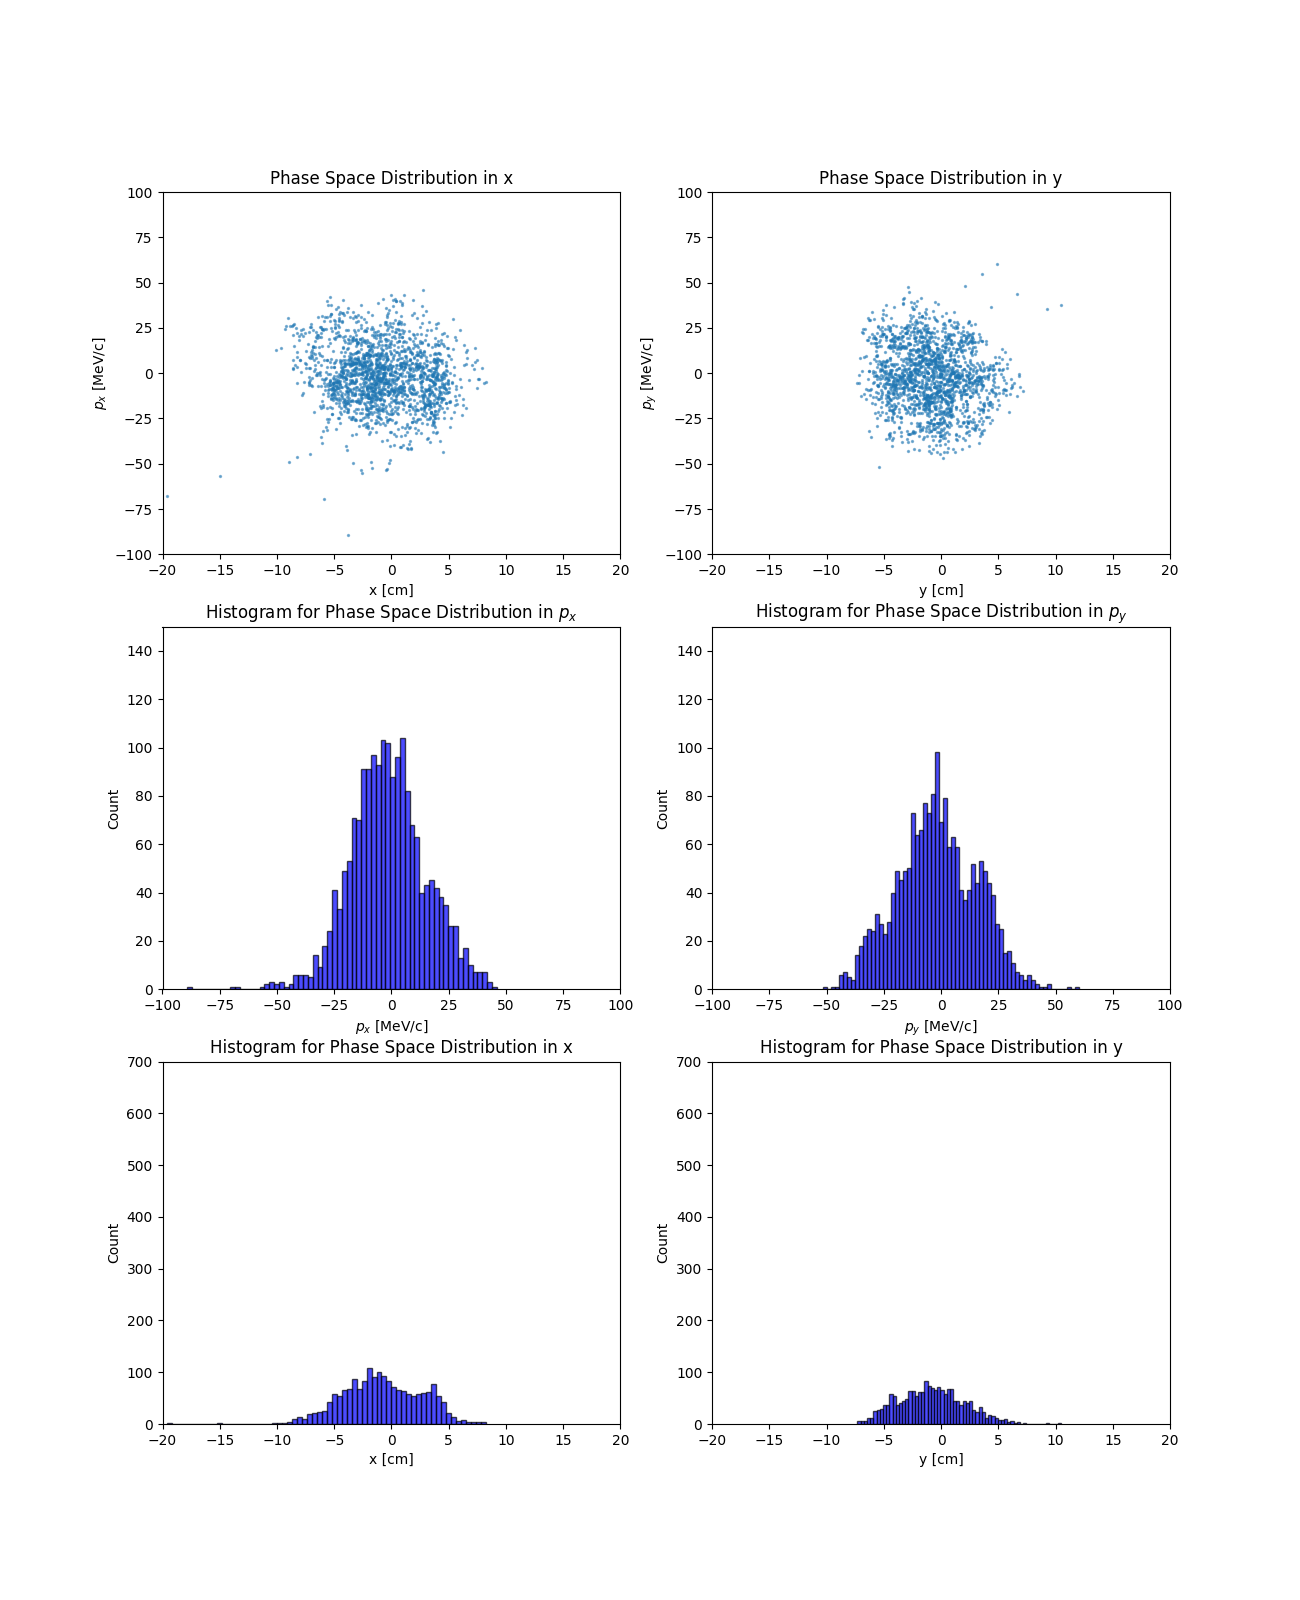 Phase Space Distribution in x
100
75
50
25
0
−25
−50
−75
−100
p_x [MeV/c]
−20 −15 −10 −5 0 5 10 15 20
x [cm]
Phase Space Distribution in y
100
75
50
25
0
−25
−50
−75
−100
p_y [MeV/c]
−20 −15 −10 −5 0 5 10 15 20
y [cm]
Histogram for Phase Space Distribution in p_x
140
120
100
80
60
40
20
0
Count
−100 −75 −50 −25 0 25 50 75 100
p_x [MeV/c]
Histogram for Phase Space Distribution in p_y
140
120
100
80
60
40
20
0
Count
−100 −75 −50 −25 0 25 50 75 100
p_y [MeV/c]
Histogram for Phase Space Distribution in x
700
600
500
400
300
200
100
0
Count
−20 −15 −10 −5 0 5 10 15 20
x [cm]
Histogram for Phase Space Distribution in y
700
600
500
400
300
200
100
0
Count
−20 −15 −10 −5 0 5 10 15 20
y [cm]